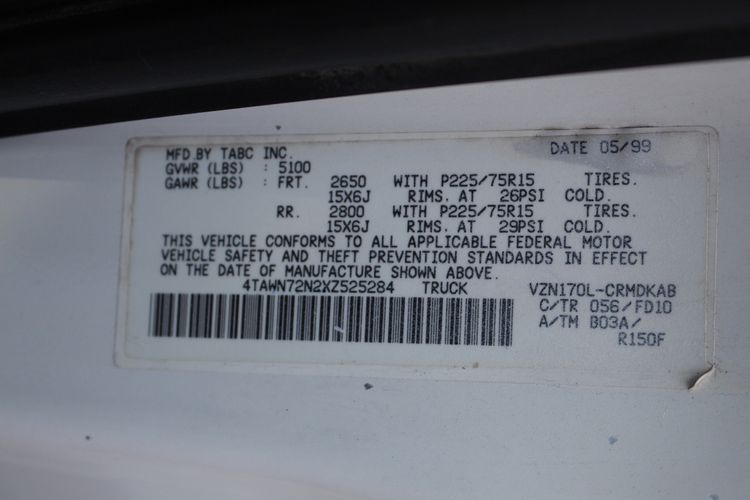 MFD.BY TABC INC. DATE 05/99
GVWR (LBS) : 5100
GAWR (LBS) : FRT. 2650 WITH P225/75R15 TIRES.
15X6J RIMS. AT 26PSI COLD.
RR. 2800 WITH P225/75R15 TIRES.
15X6J RIMS. AT 29PSI COLD.
THIS VEHICLE CONFORMS TO ALL APPLICABLE FEDERAL MOTOR
VEHICLE SAFETY AND THEFT PREVENTION STANDARDS IN EFFECT
ON THE DATE OF MANUFACTURE SHOWN ABOVE.
4TAWN72N2XZ525284 TRUCK VZN170L-CRMDKAB
C/TR 056/FD10
A/TM B03A/
R150F